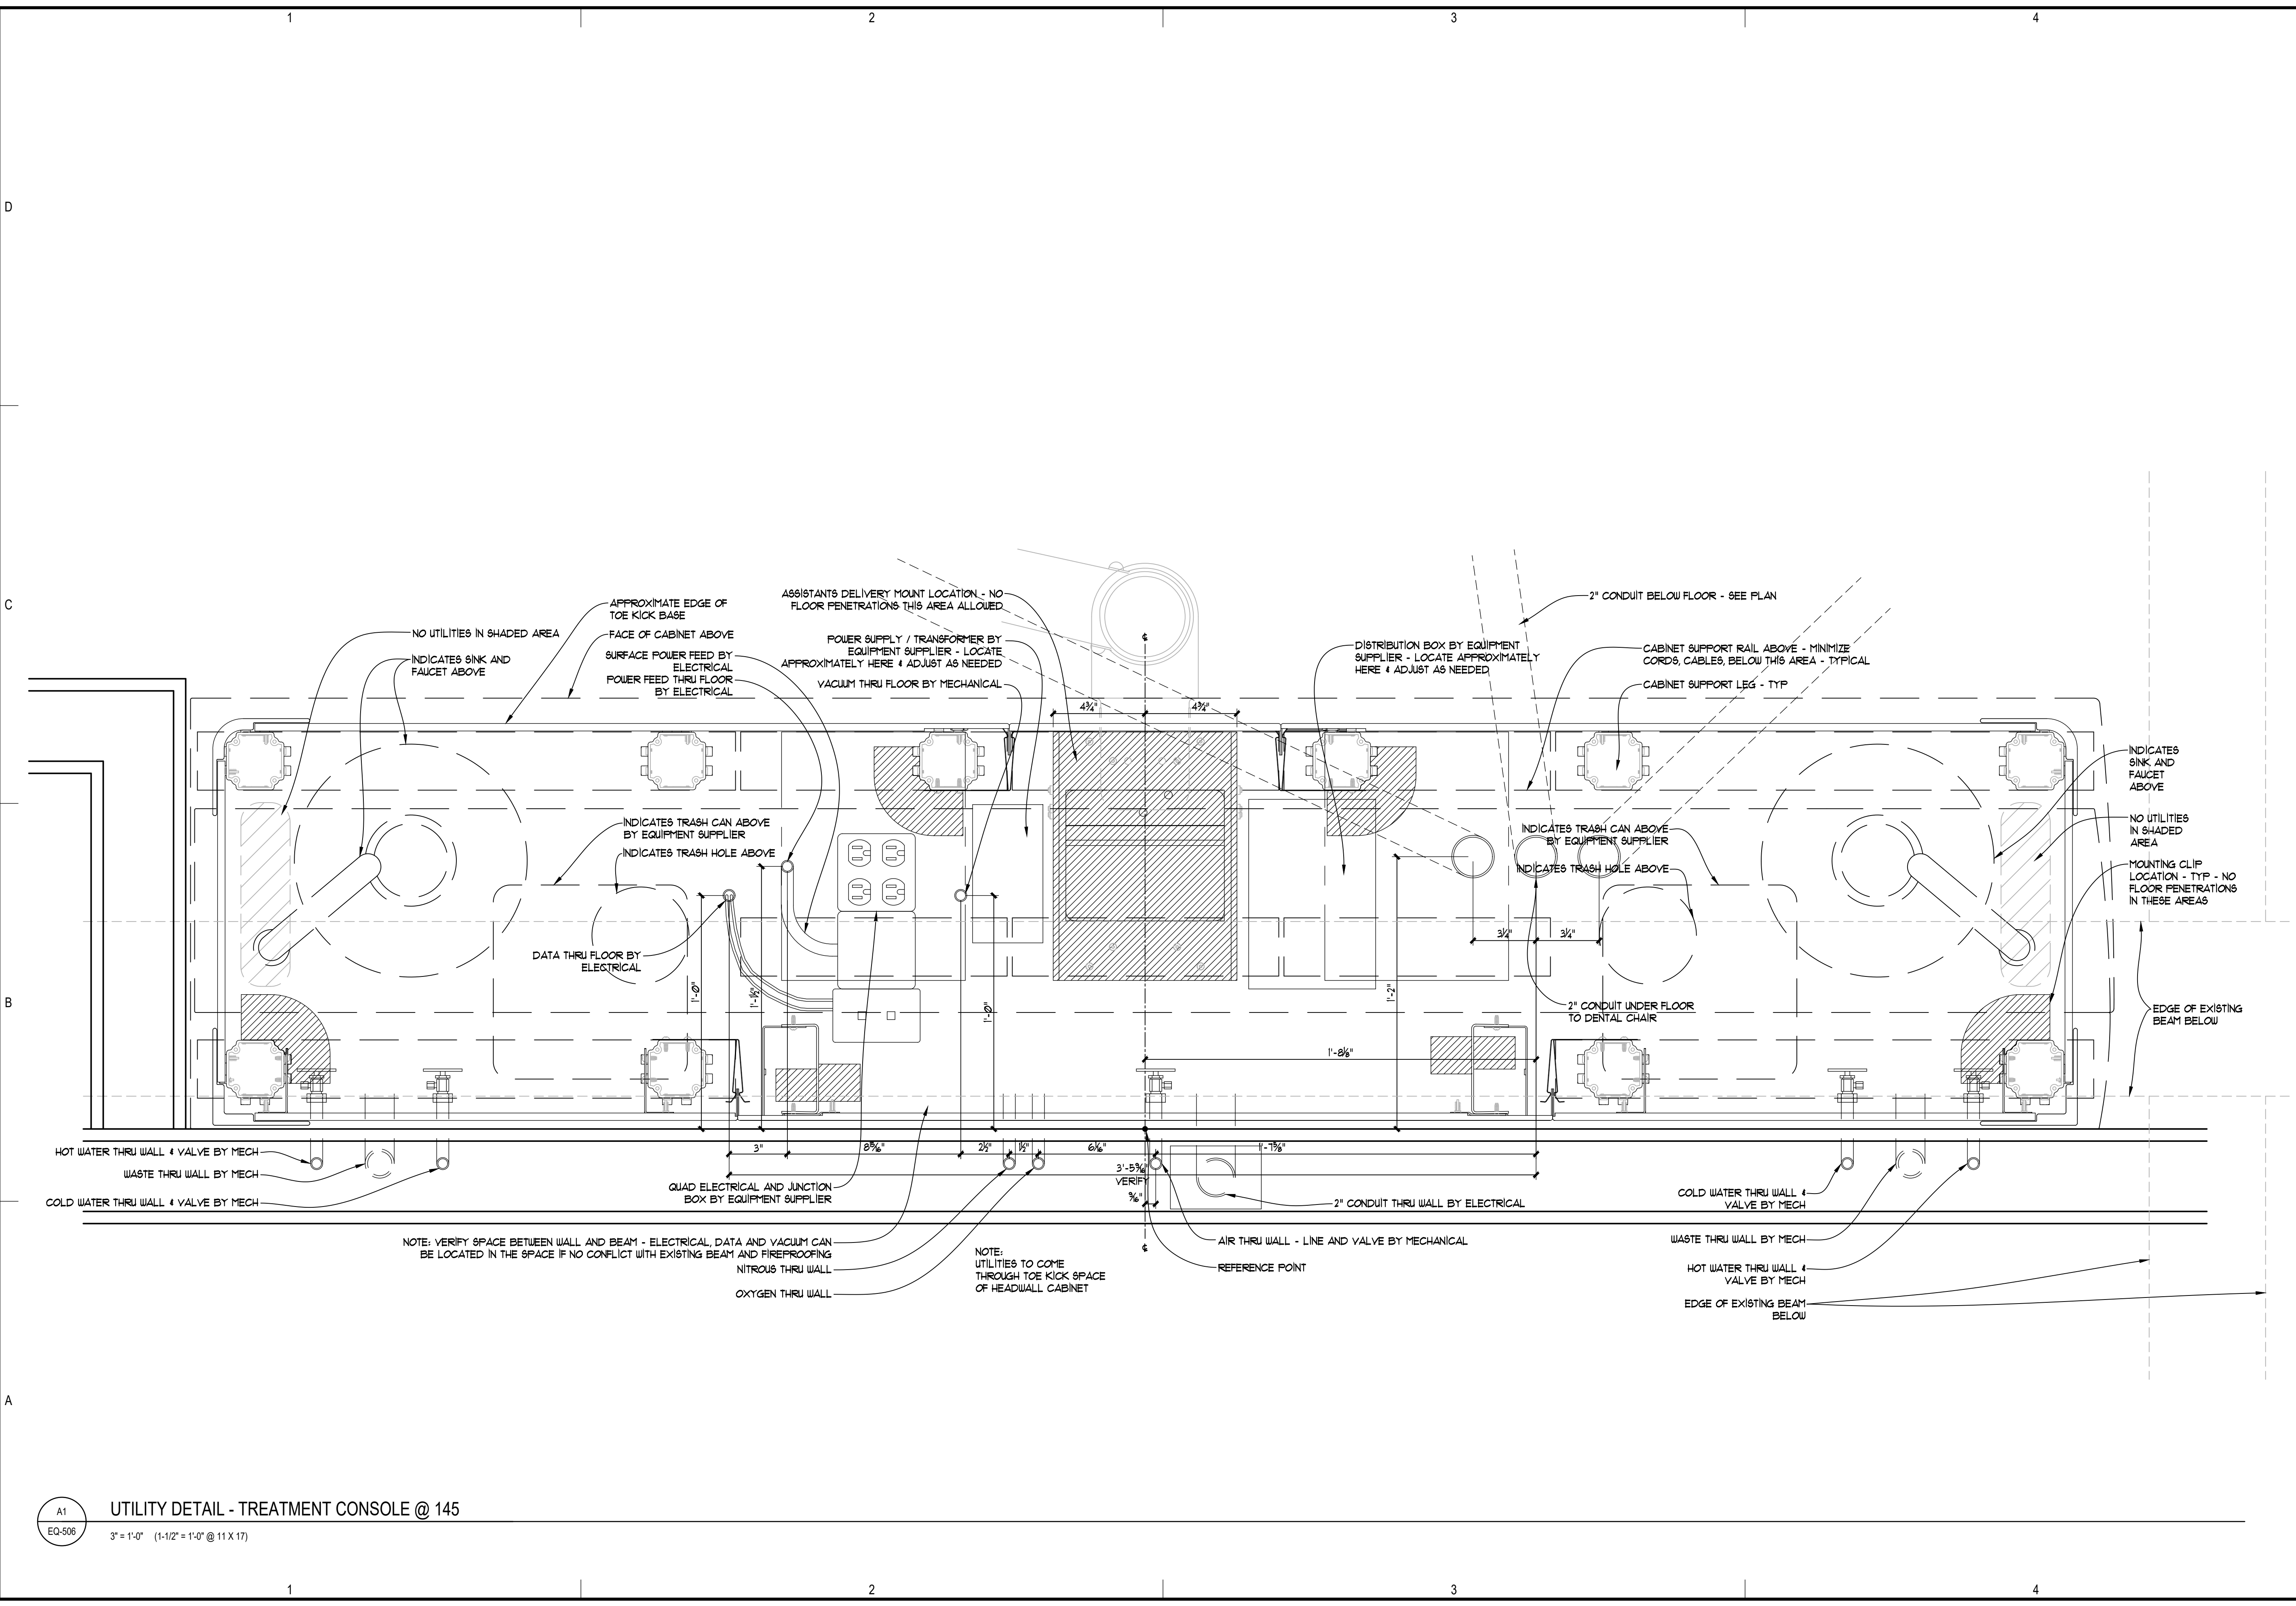 1
2
3
4
D
C
B
A
ASSISTANTS DELIVERY MOUNT LOCATION - NO
FLOOR PENETRATIONS THIS AREA ALLOWED
2" CONDUIT BELOW FLOOR - SEE PLAN
APPROXIMATE EDGE OF
TOE KICK BASE
NO UTILITIES IN SHADED AREA
FACE OF CABINET ABOVE
INDICATES SINK AND
FAUCET ABOVE
SURFACE POWER FEED BY
ELECTRICAL
POWER FEED THRU FLOOR
BY ELECTRICAL
POWER SUPPLY / TRANSFORMER BY
EQUIPMENT SUPPLIER - LOCATE
APPROXIMATELY HERE & ADJUST AS NEEDED
VACUUM THRU FLOOR BY MECHANICAL
DISTRIBUTION BOX BY EQUIPMENT
SUPPLIER - LOCATE APPROXIMATELY
HERE & ADJUST AS NEEDED
CABINET SUPPORT RAIL ABOVE - MINIMIZE
CORDS, CABLES, BELOW THIS AREA - TYPICAL
CABINET SUPPORT LEG - TYP
4¾"
4¾"
INDICATES
SINK AND
FAUCET
ABOVE
NO UTILITIES
IN SHADED
AREA
MOUNTING CLIP
LOCATION - TYP - NO
FLOOR PENETRATIONS
IN THESE AREAS
INDICATES TRASH CAN ABOVE
BY EQUIPMENT SUPPLIER
INDICATES TRASH HOLE ABOVE
INDICATES TRASH CAN ABOVE
BY EQUIPMENT SUPPLIER
INDICATES TRASH HOLE ABOVE
DATA THRU FLOOR BY
ELECTRICAL
3¼"
3¼"
1'-0"
1'-1½"
1'-0"
1'-2"
2" CONDUIT UNDER FLOOR
TO DENTAL CHAIR
EDGE OF EXISTING
BEAM BELOW
1'-8⅛"
HOT WATER THRU WALL & VALVE BY MECH
WASTE THRU WALL BY MECH
COLD WATER THRU WALL & VALVE BY MECH
3"
2½"
1½"
VERIFY
QUAD ELECTRICAL AND JUNCTION
BOX BY EQUIPMENT SUPPLIER
2" CONDUIT THRU WALL BY ELECTRICAL
COLD WATER THRU WALL &
VALVE BY MECH
NOTE: VERIFY SPACE BETWEEN WALL AND BEAM - ELECTRICAL, DATA AND VACUUM CAN
BE LOCATED IN THE SPACE IF NO CONFLICT WITH EXISTING BEAM AND FIREPROOFING
NITROUS THRU WALL
OXYGEN THRU WALL
NOTE:
UTILITIES TO COME
THROUGH TOE KICK SPACE
OF HEADWALL CABINET
AIR THRU WALL - LINE AND VALVE BY MECHANICAL
REFERENCE POINT
WASTE THRU WALL BY MECH
HOT WATER THRU WALL &
VALVE BY MECH
EDGE OF EXISTING BEAM
BELOW
A1
EQ-506
UTILITY DETAIL - TREATMENT CONSOLE @ 145
3" = 1'-0" (1-1/2" = 1'-0" @ 11 X 17)
1
2
3
4